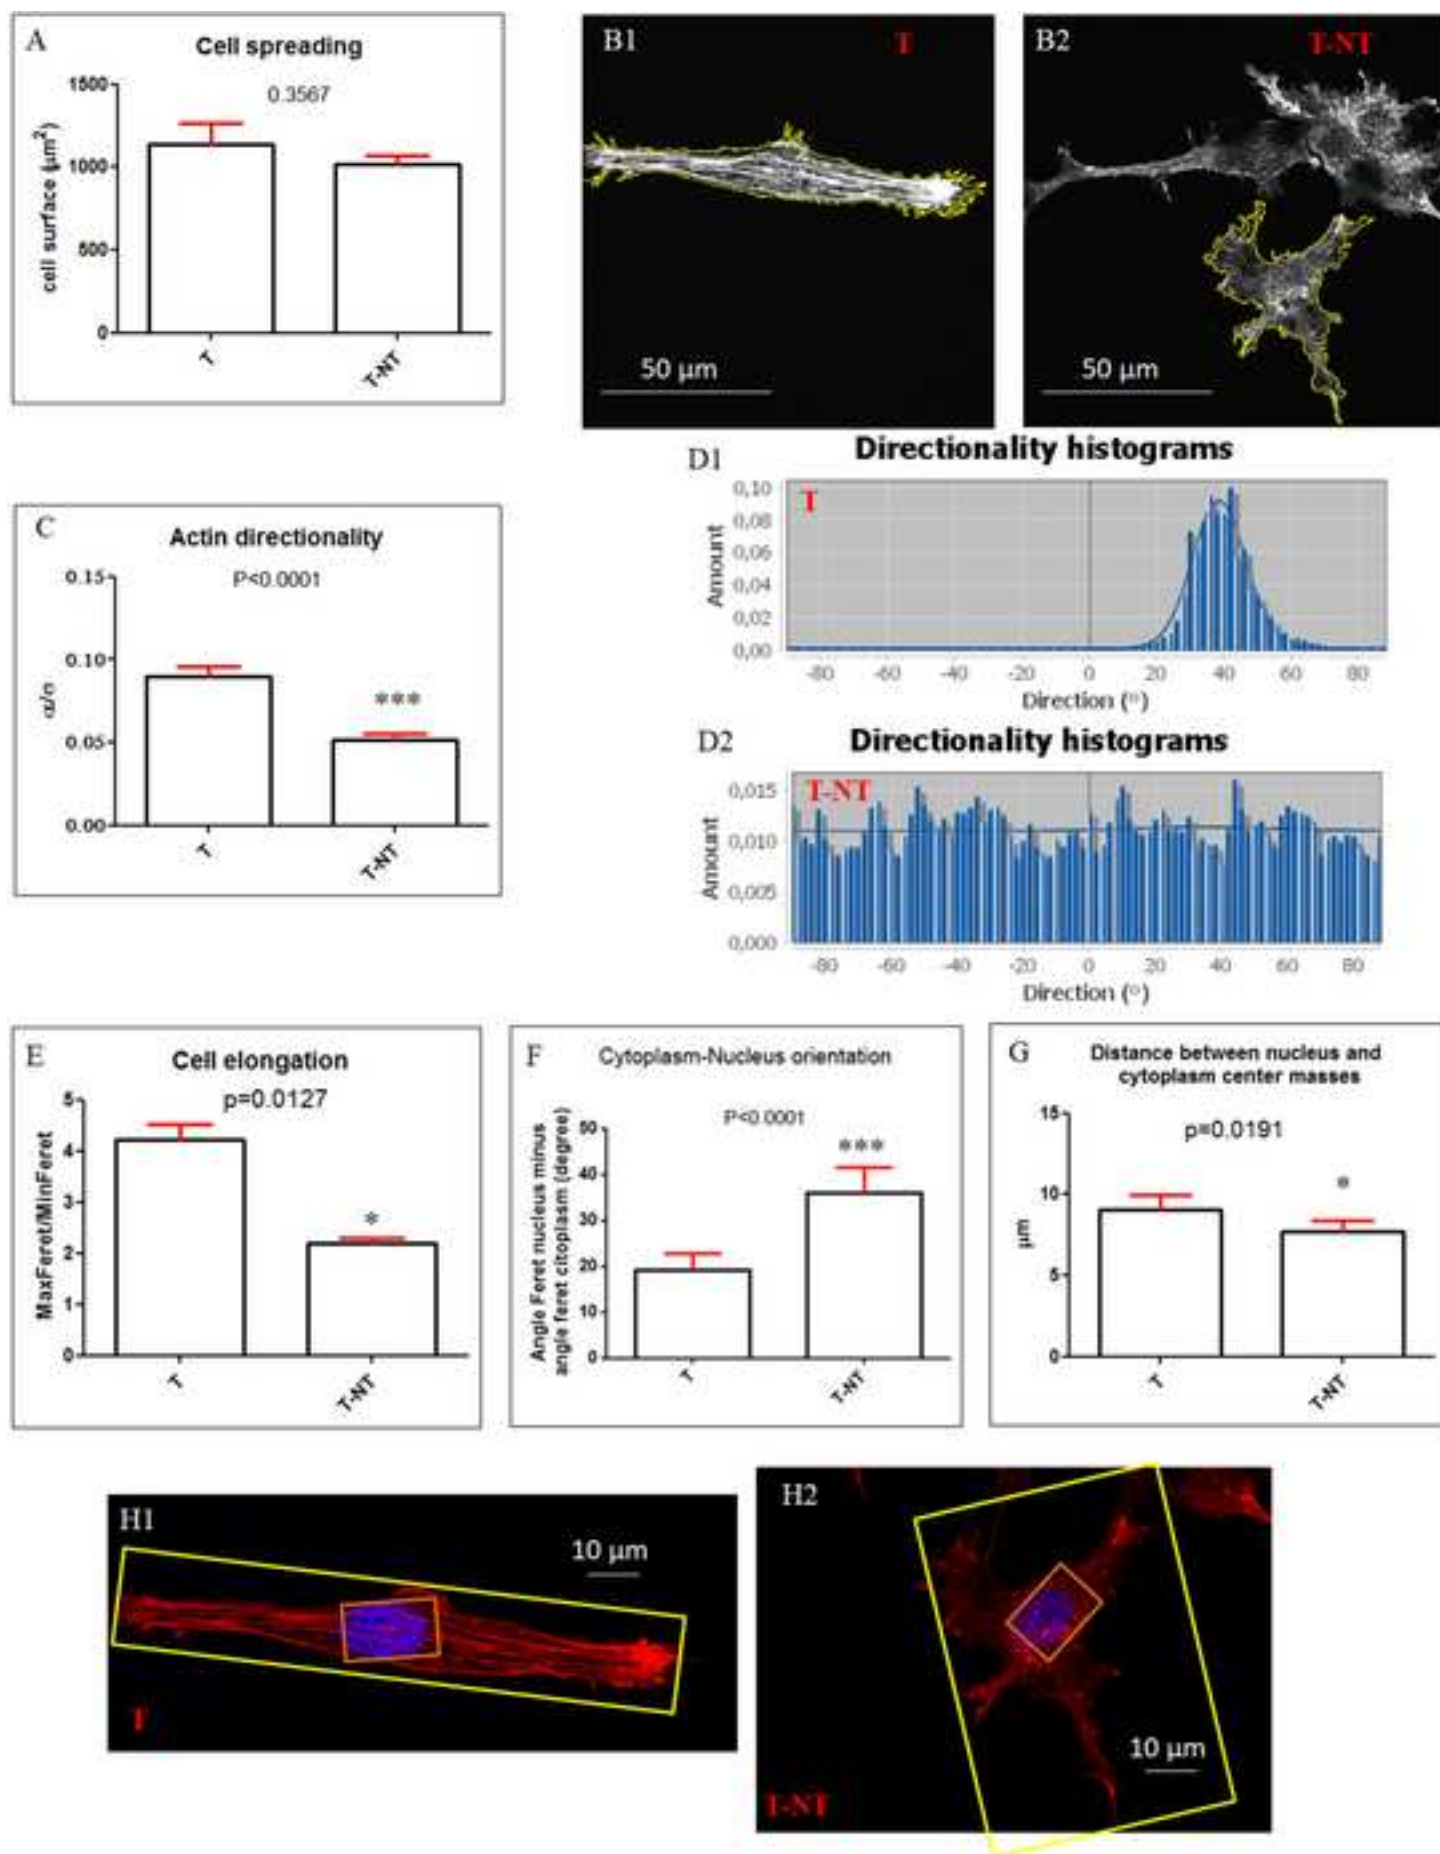 A
Cell spreading
0.3567
cell surface (μm²)
1500
1000
500
0
T
T-NT
B1
T
50 μm
B2
T-NT
50 μm
C
Actin directionality
P<0.0001
α/σ
0.15
0.10
0.05
0.00
***
T
T-NT
D1
Directionality histograms
T
Amount
0,10
0,08
0,06
0,04
0,02
0,00
-80 -60 -40 -20 0 20 40 60 80
Direction (°)
D2
Directionality histograms
T-NT
Amount
0,015
0,010
0,005
0,000
-80 -60 -40 -20 0 20 40 60 80
Direction (°)
E
Cell elongation
p=0.0127
MaxFeret/MinFeret
5
4
3
2
1
0
*
T
T-NT
F
Cytoplasm-Nucleus orientation
P<0.0001
Angle Feret nucleus minus
angle feret citoplasm (degree)
50
40
30
20
10
0
***
T
T-NT
G
Distance between nucleus and
cytoplasm center masses
p=0.0191
μm
15
10
5
0
*
T
T-NT
H1
10 μm
T
H2
10 μm
T-NT